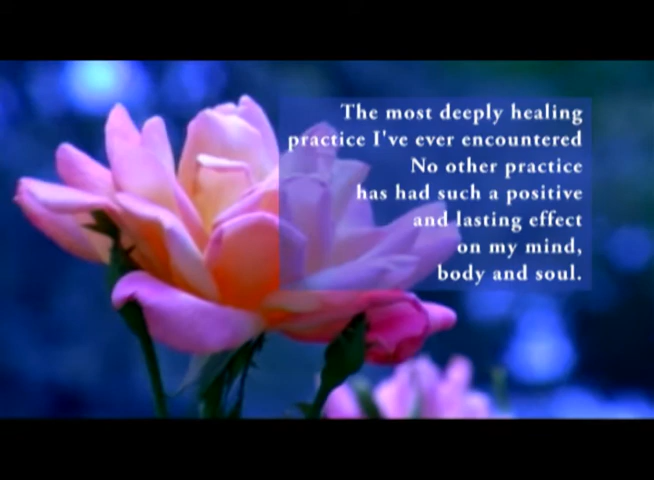 The most deeply healing
practice I've ever encountered
No other practice
has had such a positive
and lasting effect
on my mind,
body and soul.